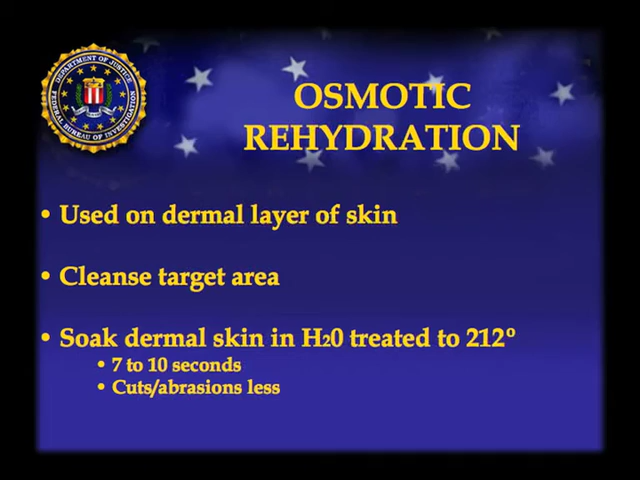 DEPARTMENT OF JUSTICE
FEDERAL BUREAU OF INVESTIGATION
OSMOTIC
REHYDRATION
• Used on dermal layer of skin
• Cleanse target area
• Soak dermal skin in H₂0 treated to 212º
• 7 to 10 seconds
• Cuts/abrasions less